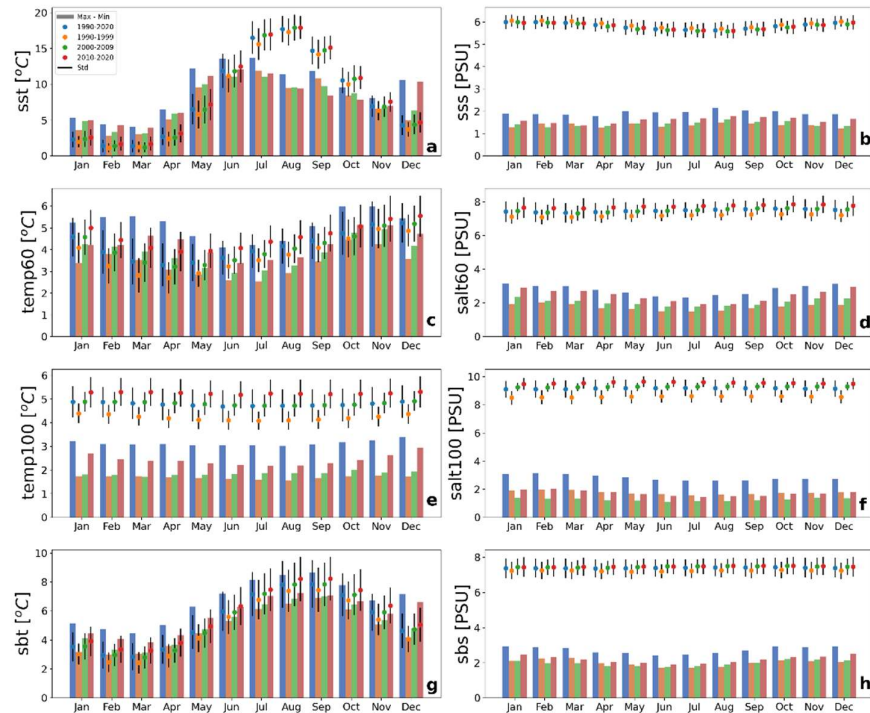 sst [°C]
20
15
10
5
0
Max - Min
1990-2020
1990-1999
2000-2009
2010-2020
Std
a
Jan Feb Mar Apr May Jun Jul Aug Sep Oct Nov Dec
sss [PSU]
6
5
4
3
2
1
0
b
Jan Feb Mar Apr May Jun Jul Aug Sep Oct Nov Dec
temp60 [°C]
6
5
4
3
2
1
0
c
Jan Feb Mar Apr May Jun Jul Aug Sep Oct Nov Dec
salt60 [PSU]
8
6
4
2
0
d
Jan Feb Mar Apr May Jun Jul Aug Sep Oct Nov Dec
temp100 [°C]
6
5
4
3
2
1
0
e
Jan Feb Mar Apr May Jun Jul Aug Sep Oct Nov Dec
salt100 [PSU]
10
8
6
4
2
0
f
Jan Feb Mar Apr May Jun Jul Aug Sep Oct Nov Dec
sbt [°C]
10
8
6
4
2
0
g
Jan Feb Mar Apr May Jun Jul Aug Sep Oct Nov Dec
sbs [PSU]
8
6
4
2
0
h
Jan Feb Mar Apr May Jun Jul Aug Sep Oct Nov Dec